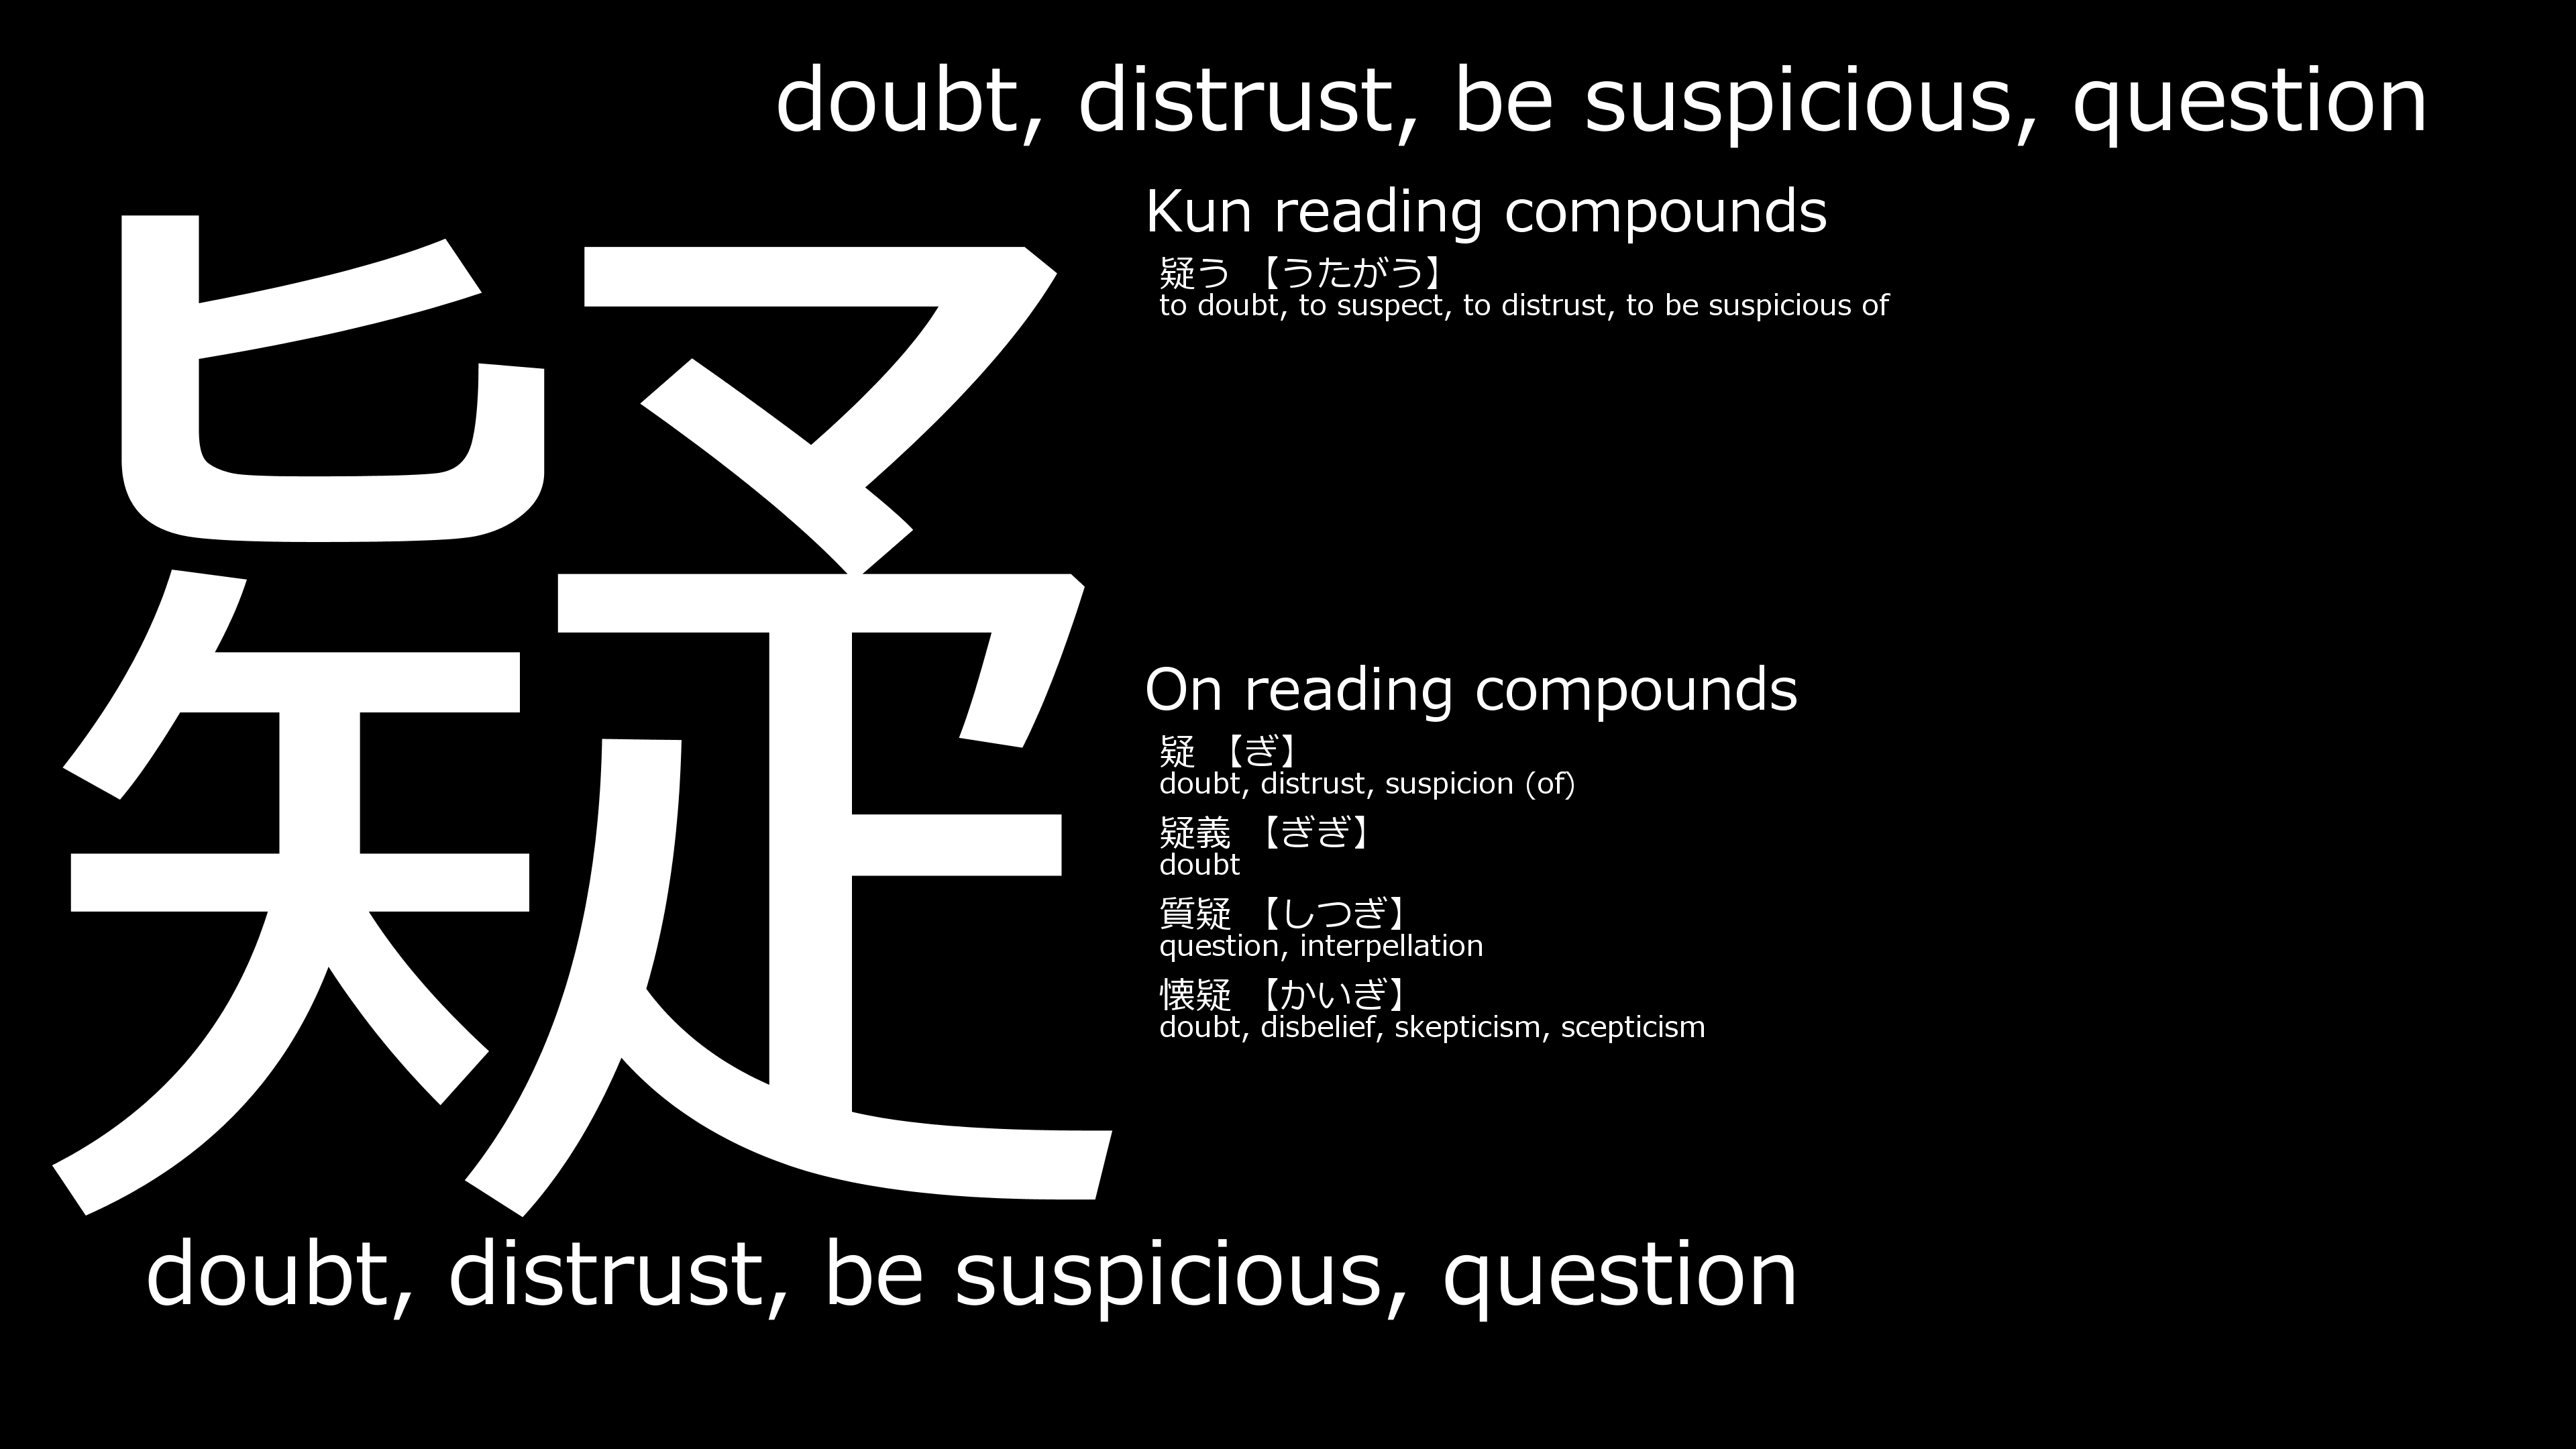 doubt, distrust, be suspicious, question
疑
Kun reading compounds
疑う 【うたがう】
to doubt, to suspect, to distrust, to be suspicious of
On reading compounds
疑 【ぎ】
doubt, distrust, suspicion (of)
疑義 【ぎぎ】
doubt
質疑 【しつぎ】
question, interpellation
懐疑 【かいぎ】
doubt, disbelief, skepticism, scepticism
doubt, distrust, be suspicious, question